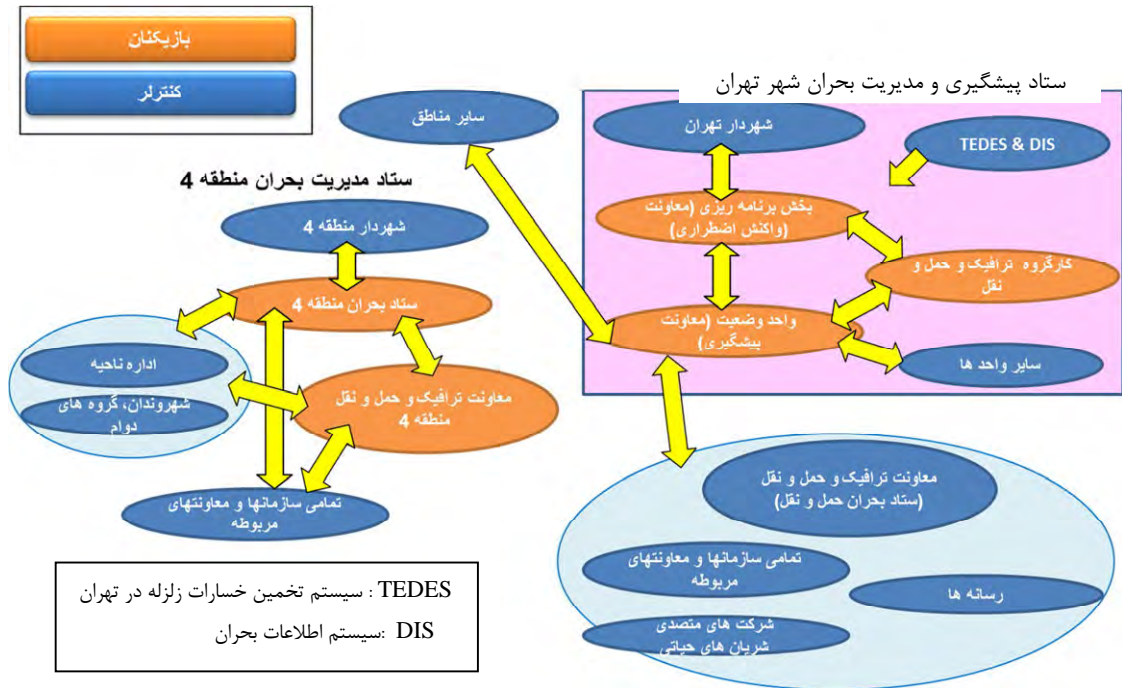 بازیکنان
کنترلر
ستاد پیشگیری و مدیریت بحران شهر تهران
شهردار تهران
TEDES & DIS
بخش برنامه ریزی (معاونت
واکنش اضطراری)
کارگروه ترافیک و حمل و
نقل
واحد وضعیت (معاونت
پیشگیری)
سایر واحد ها
سایر مناطق
ستاد مدیریت بحران منطقه 4
شهردار منطقه 4
ستاد بحران منطقه 4
اداره ناحیه
شهروندان، گروه های
دوام
معاونت ترافیک و حمل و نقل
منطقه 4
تمامی سازمانها و معاونتهای
مربوطه
معاونت ترافیک و حمل و نقل
(ستاد بحران حمل و نقل)
تمامی سازمانها و معاونتهای
مربوطه
رسانه ها
شرکت های متصدی
شریان های حیاتی
TEDES : سیستم تخمین خسارات زلزله در تهران
DIS :سیستم اطلاعات بحران